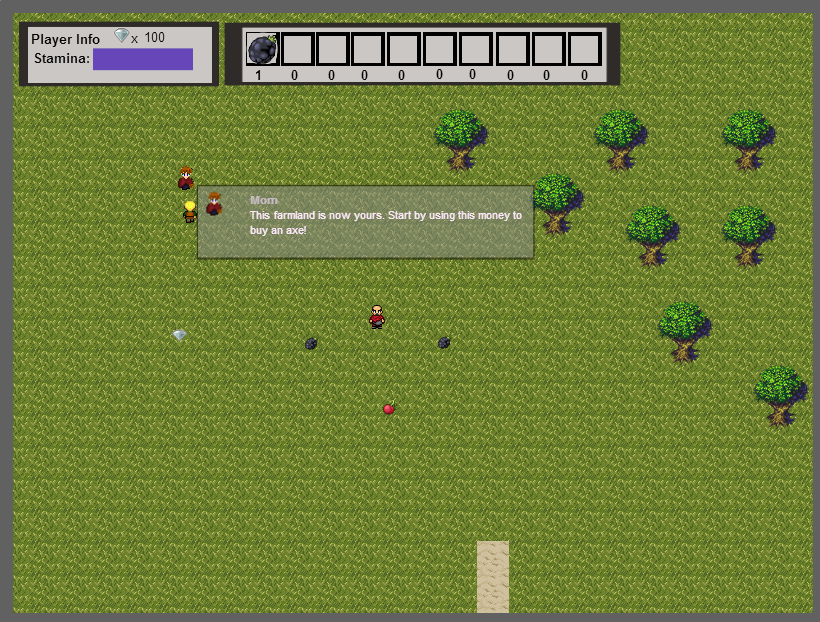 Player Info x 100
Stamina:
1 0 0 0 0 0 0 0 0 0
Mom
This farmland is now yours. Start by using this money to
buy an axe!